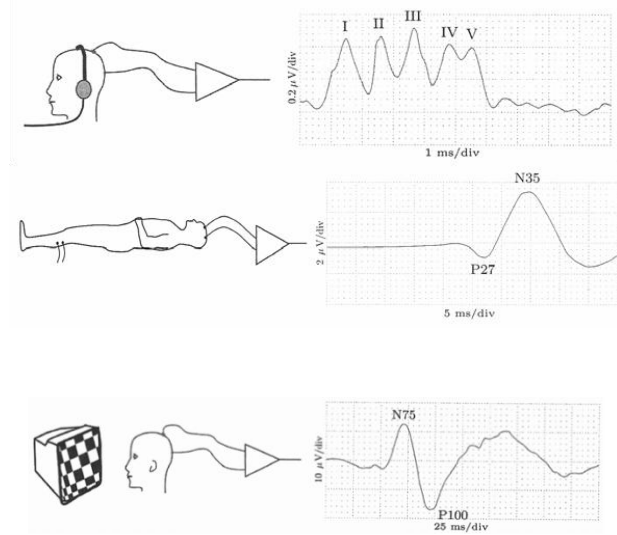 I II III IV V
0.2 μV/div
1 ms/div
N35
2 μV/div
P27
5 ms/div
N75
10 μV/div
P100
25 ms/div